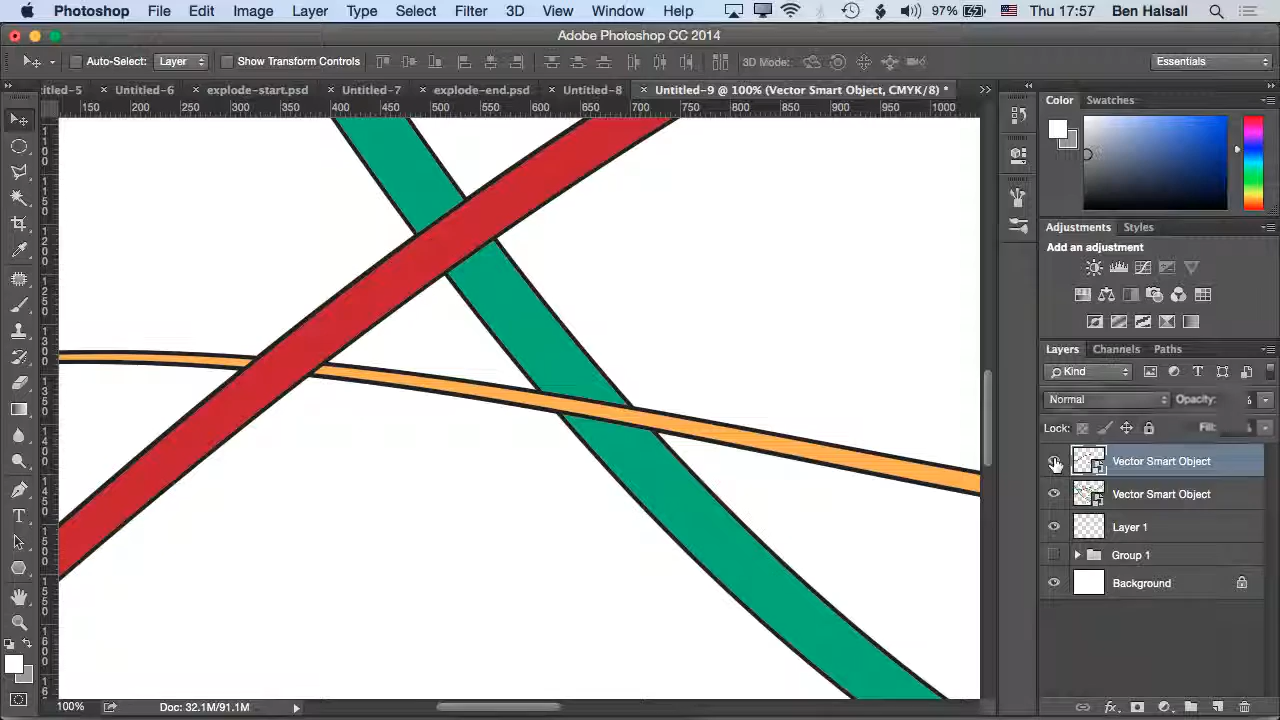 Photoshop File Edit Image Layer Type Select Filter 3D View Window Help 97% Thu 17:57 Ben Halsall
Adobe Photoshop CC 2014
Auto-Select: Layer Show Transform Controls 3D Mode: Essentials
itled-5 Untitled-6 explode-start.psd Untitled-7 explode-end.psd Untitled-8 Untitled-9 @ 100% (Vector Smart Object, CMYK/8) *
150 200 250 300 350 400 450 500 550 600 650 700 750 800 850 900 950 1000
Color Swatches
Adjustments Styles
Add an adjustment
Layers Channels Paths
Kind
Normal Opacity:
Lock: Fill:
Vector Smart Object
Vector Smart Object
Layer 1
Group 1
Background
100% Doc: 32.1M/91.1M